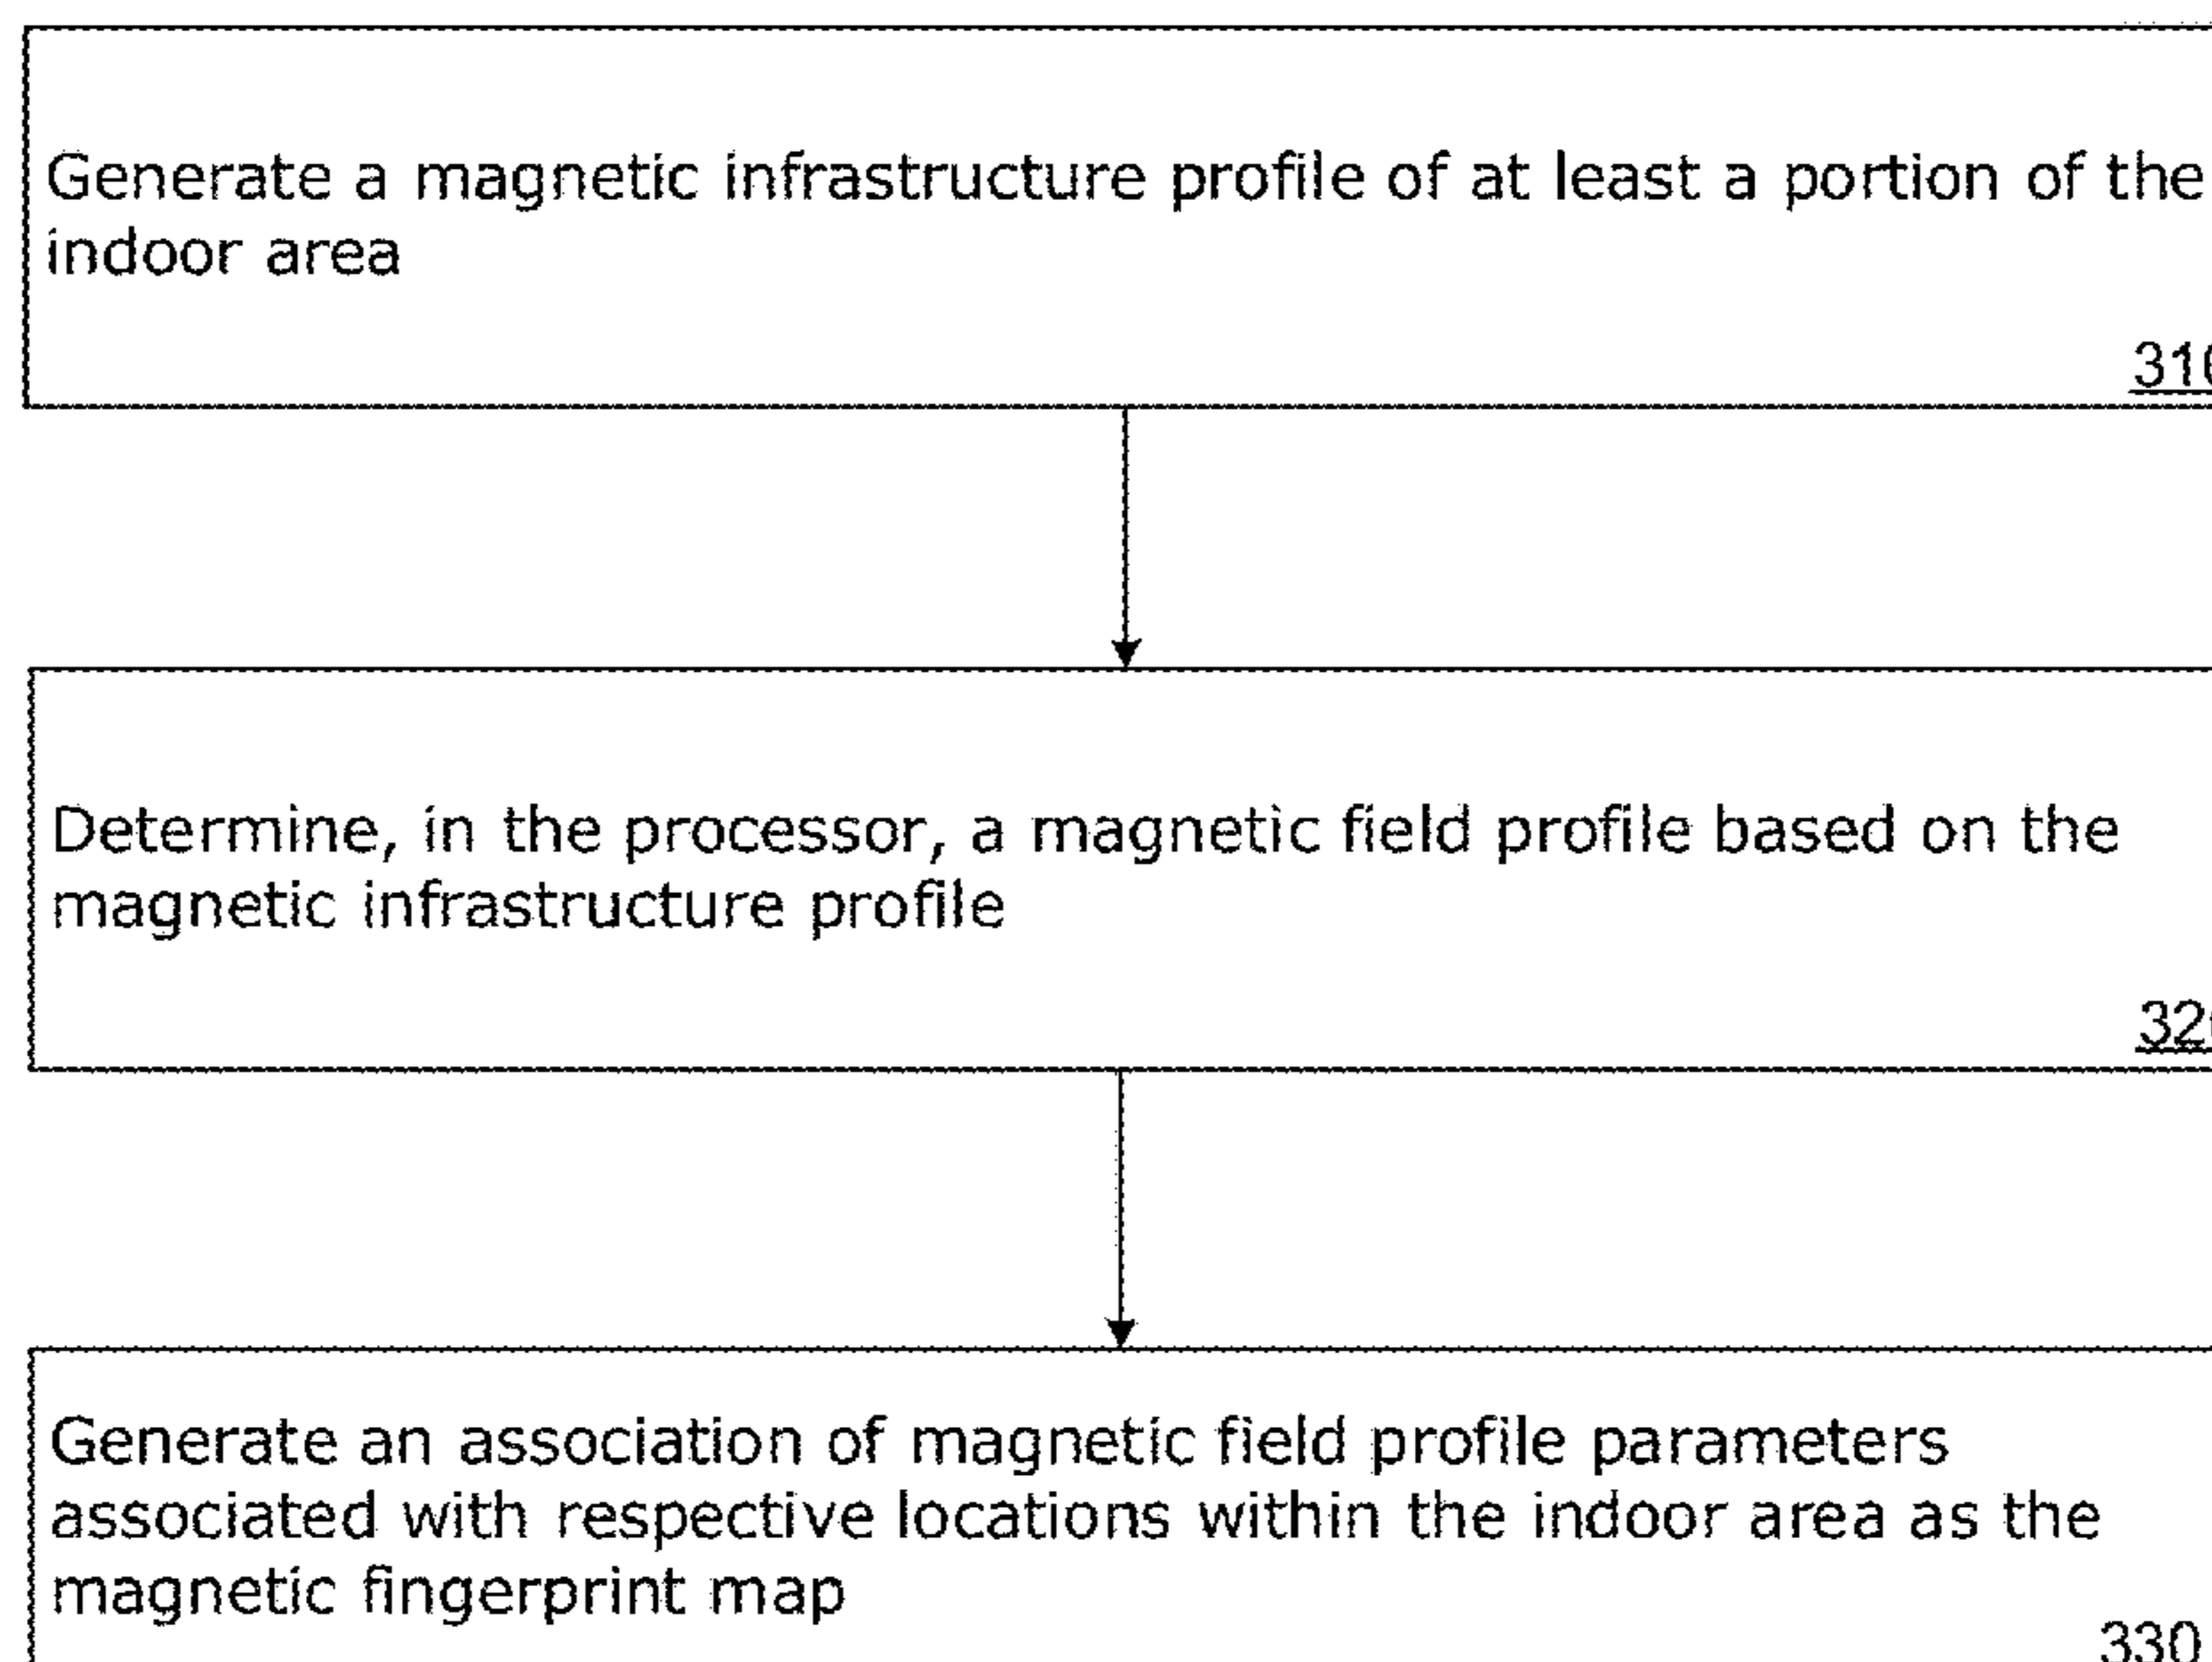 Generate a magnetic infrastructure profile of at least a portion of the
indoor area
310
Determine, in the processor, a magnetic field profile based on the
magnetic infrastructure profile
320
Generate an association of magnetic field profile parameters
associated with respective locations within the indoor area as the
magnetic fingerprint map
330